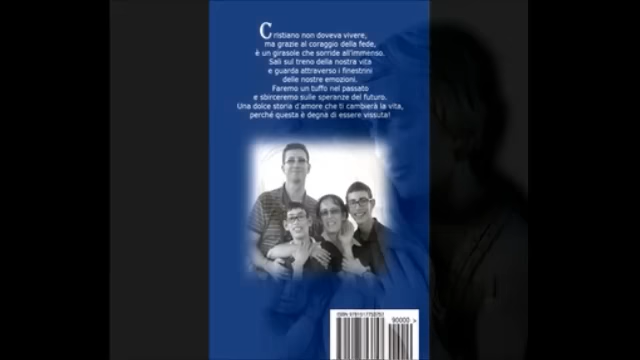 Cristiano non doveva vivere,
ma grazie al coraggio della fede,
è un girasole che sorride all'immenso.
Sali sul treno della nostra vita
e guarda attraverso i finestrini
delle nostre emozioni.
Faremo un tuffo nel passato
e sbirceremo sulle speranze del futuro.
Una dolce storia d'amore che ti cambierà la vita,
perché questa è degna di essere vissuta!
ISBN
90000 >